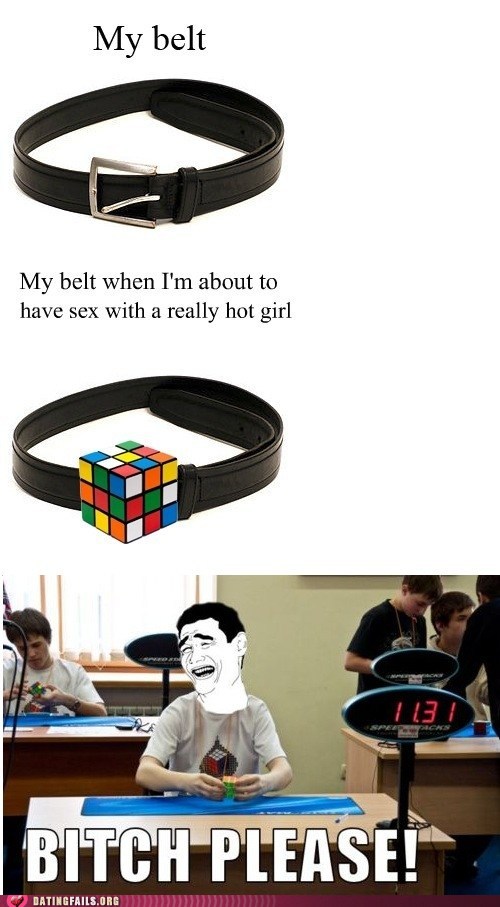 My belt
My belt when I'm about to
have sex with a really hot girl
11.31
BITCH PLEASE!
DATINGFAILS.ORG